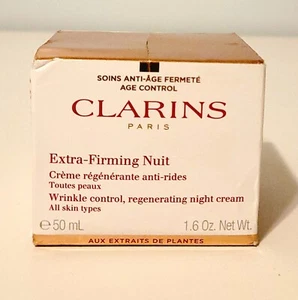 SOINS ANTI-ÂGE FERMETÉ
AGE CONTROL
CLARINS
PARIS
Extra-Firming Nuit
Crème régénérante anti-rides
Toutes peaux
Wrinkle control, regenerating night cream
All skin types
℮50 mL 1.6 Oz. Net Wt.
AUX EXTRAITS DE PLANTES